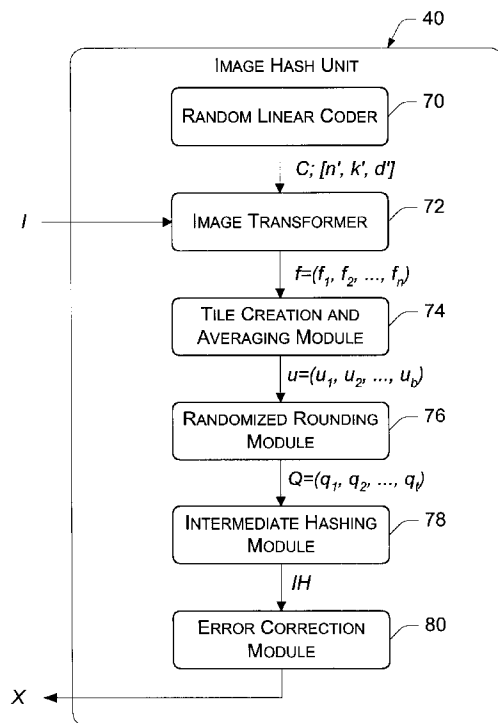 40
IMAGE HASH UNIT
RANDOM LINEAR CODER
70
C; [n', k', d']
I
IMAGE TRANSFORMER
72
f=(f1, f2, ..., fn)
TILE CREATION AND
AVERAGING MODULE
74
u=(u1, u2, ..., ub)
RANDOMIZED ROUNDING
MODULE
76
Q=(q1, q2, ..., qt)
INTERMEDIATE HASHING
MODULE
78
IH
ERROR CORRECTION
MODULE
80
X